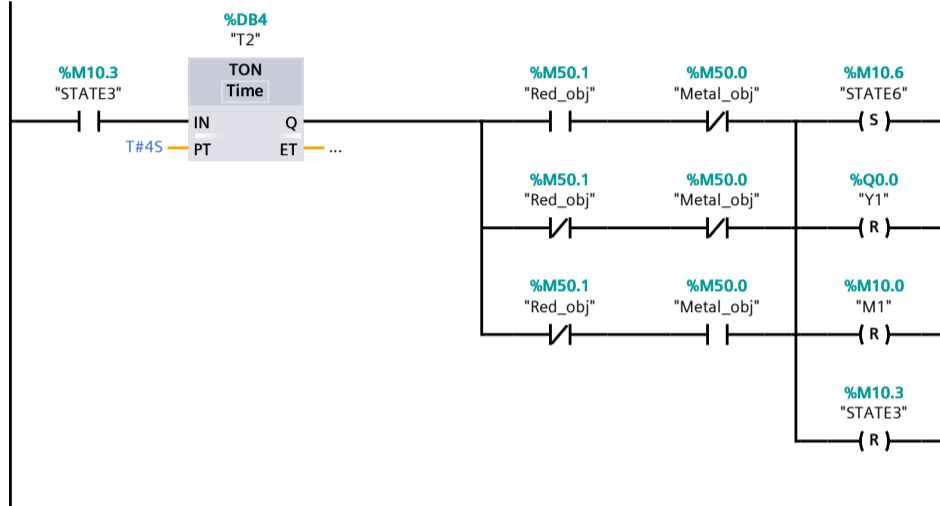 %DB4
"T2"
%M10.3
"STATE3"
TON
Time
IN
Q
T#4S
PT
ET
...
%M50.1
"Red_obj"
%M50.0
"Metal_obj"
%M10.6
"STATE6"
S
%M50.1
"Red_obj"
%M50.0
"Metal_obj"
%Q0.0
"Y1"
R
%M50.1
"Red_obj"
%M50.0
"Metal_obj"
%M10.0
"M1"
R
%M10.3
"STATE3"
R